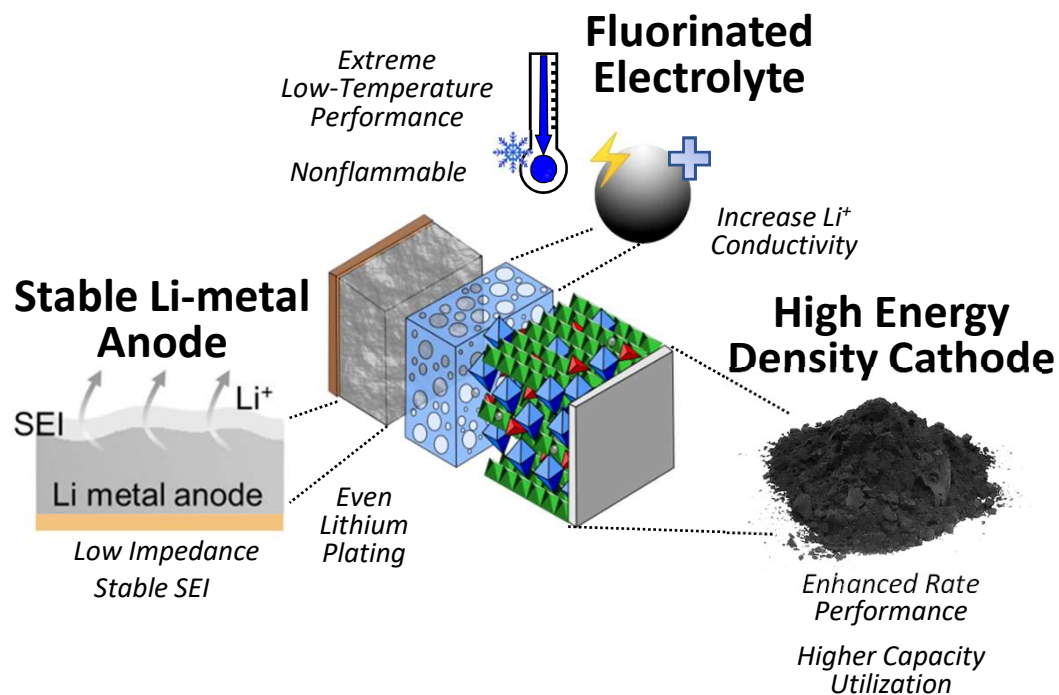 Fluorinated
Electrolyte
Extreme
Low-Temperature
Performance
Nonflammable
Increase Li⁺
Conductivity
Stable Li-metal
Anode
Li⁺
SEI
Li metal anode
Low Impedance
Stable SEI
Even
Lithium
Plating
High Energy
Density Cathode
Enhanced Rate
Performance
Higher Capacity
Utilization